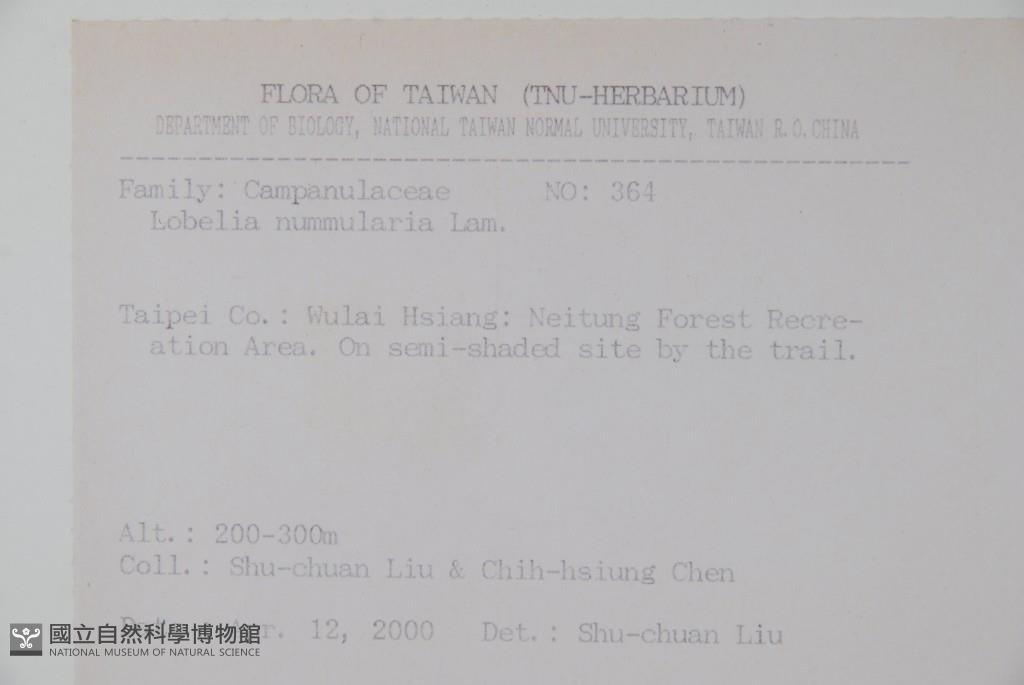 FLORA OF TAIWAN (TNU-HERBARIUM)
DEPARTMENT OF BIOLOGY, NATIONAL TAIWAN NORMAL UNIVERSITY, TAIWAN R.O.CHINA
Family: Campanulaceae NO: 364
Lobelia nummularia Lam.
Taipei Co.: Wulai Hsiang: Neitung Forest Recre-
ation Area. On semi-shaded site by the trail.
Alt.: 200-300m
Coll.: Shu-chuan Liu & Chih-hsiung Chen
12, 2000 Det.: Shu-chuan Liu
國立自然科學博物館
NATIONAL MUSEUM OF NATURAL SCIENCE